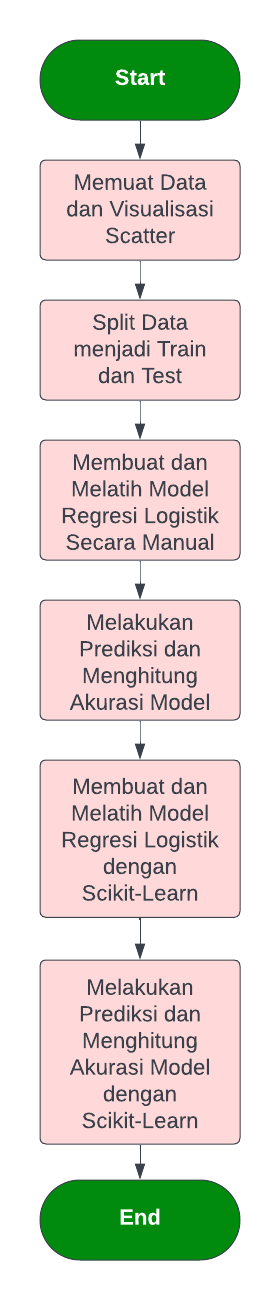 Start
Memuat Data
dan Visualisasi
Scatter
Split Data
menjadi Train
dan Test
Membuat dan
Melatih Model
Regresi Logistik
Secara Manual
Melakukan
Prediksi dan
Menghitung
Akurasi Model
Membuat dan
Melatih Model
Regresi Logistik
dengan
Scikit-Learn
Melakukan
Prediksi dan
Menghitung
Akurasi Model
dengan
Scikit-Learn
End